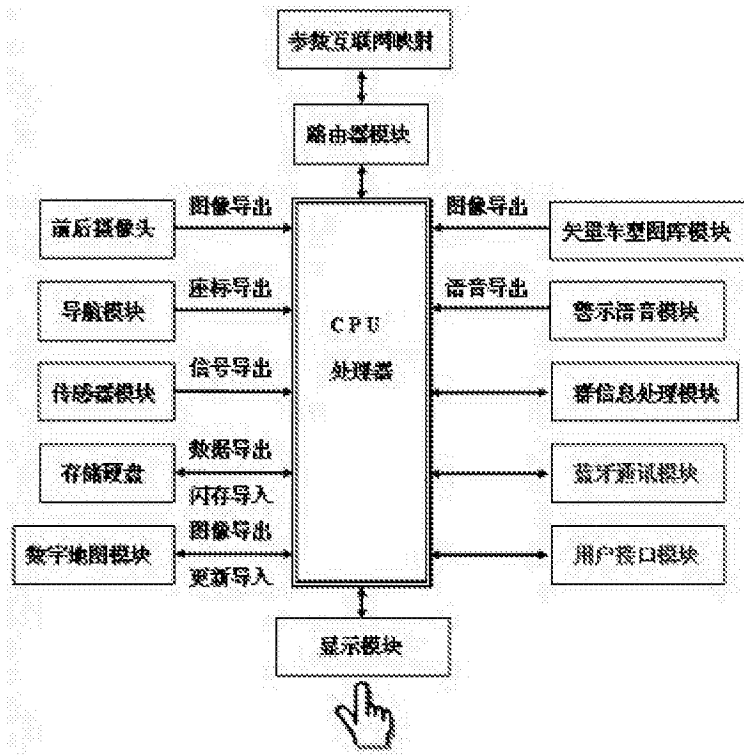 参数互联网映射
路由器模块
前后摄像头
图像导出
图像导出
矢量车型图库模块
导航模块
座标导出
语音导出
警示语音模块
CPU
处理器
传感器模块
信号导出
群信息处理模块
存储硬盘
数据导出
闪存导入
蓝牙通讯模块
数字地图模块
图像导出
更新导入
用户接口模块
显示模块